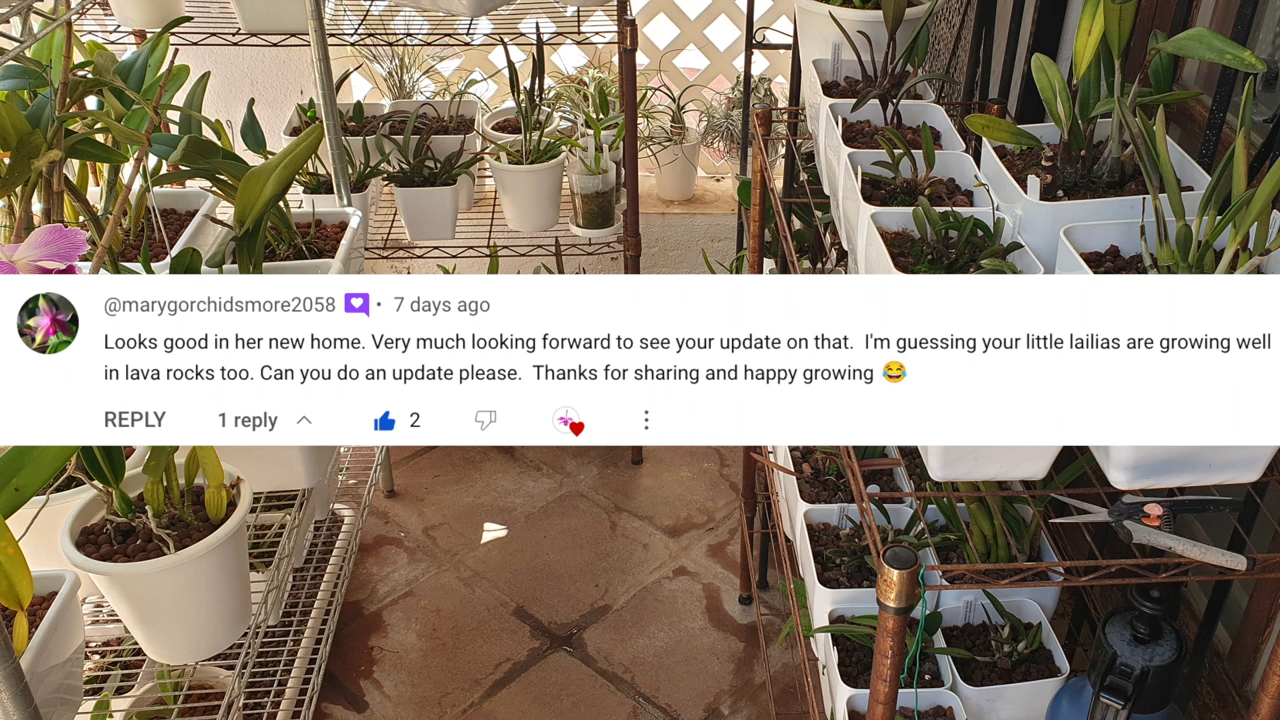 @marygorchidsmore2058 • 7 days ago
Looks good in her new home. Very much looking forward to see your update on that. I'm guessing your little lailias are growing well
in lava rocks too. Can you do an update please. Thanks for sharing and happy growing 😂
REPLY 1 reply 2